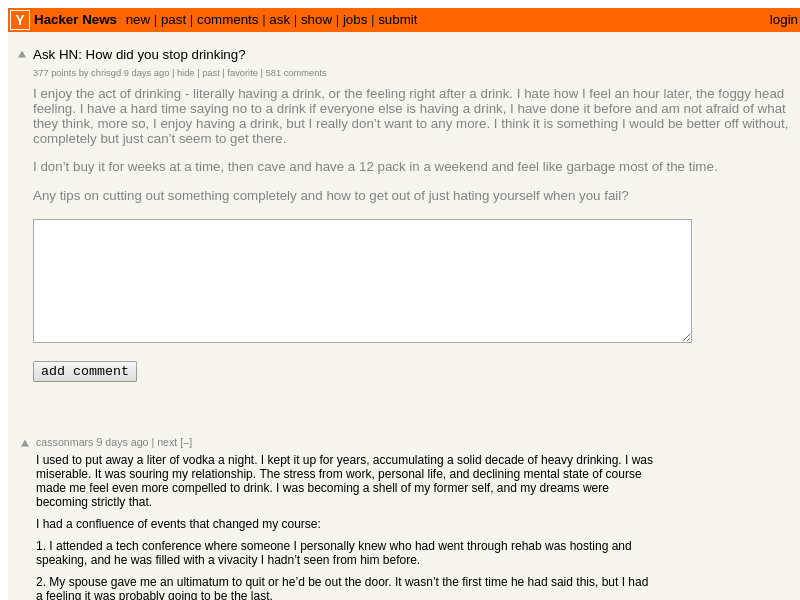 Y Hacker News new | past | comments | ask | show | jobs | submit login
Ask HN: How did you stop drinking?
377 points by chrisgd 9 days ago | hide | past | favorite | 581 comments
I enjoy the act of drinking - literally having a drink, or the feeling right after a drink. I hate how I feel an hour later, the foggy head
feeling. I have a hard time saying no to a drink if everyone else is having a drink, I have done it before and am not afraid of what
they think, more so, I enjoy having a drink, but I really don’t want to any more. I think it is something I would be better off without,
completely but just can’t seem to get there.
I don’t buy it for weeks at a time, then cave and have a 12 pack in a weekend and feel like garbage most of the time.
Any tips on cutting out something completely and how to get out of just hating yourself when you fail?
add comment
cassonmars 9 days ago | next [–]
I used to put away a liter of vodka a night. I kept it up for years, accumulating a solid decade of heavy drinking. I was
miserable. It was souring my relationship. The stress from work, personal life, and declining mental state of course
made me feel even more compelled to drink. I was becoming a shell of my former self, and my dreams were
becoming strictly that.
I had a confluence of events that changed my course:
1. I attended a tech conference where someone I personally knew who had went through rehab was hosting and
speaking, and he was filled with a vivacity I hadn’t seen from him before.
2. My spouse gave me an ultimatum to quit or he’d be out the door. It wasn’t the first time he had said this, but I had
a feeling it was probably going to be the last.